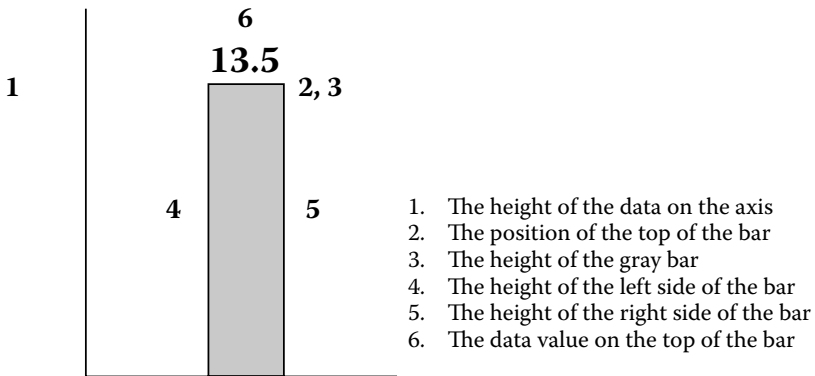 6
13.5
1
2, 3
4
5
1. The height of the data on the axis
2. The position of the top of the bar
3. The height of the gray bar
4. The height of the left side of the bar
5. The height of the right side of the bar
6. The data value on the top of the bar